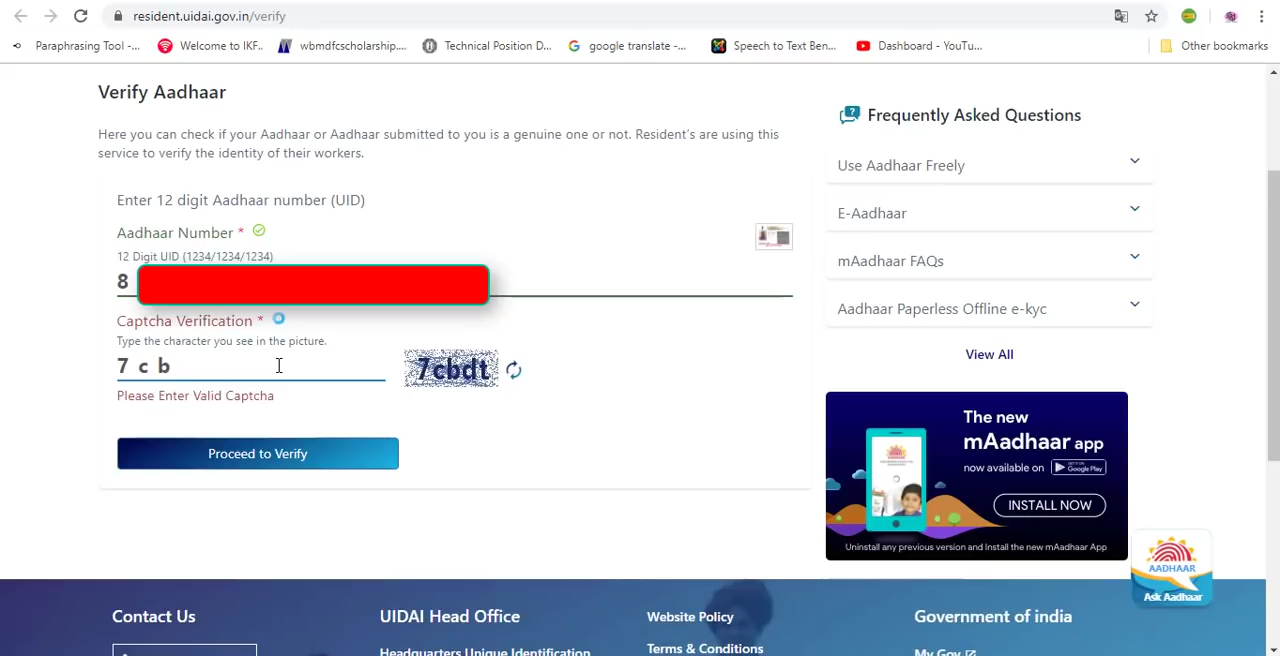 resident.uidai.gov.in/verify
Paraphrasing Tool -... Welcome to IKF.. wbmdfcscholarship.... Technical Position D... google translate -... Speech to Text Ben... Dashboard - YouTu... Other bookmarks
Verify Aadhaar
Here you can check if your Aadhaar or Aadhaar submitted to you is a genuine one or not. Resident's are using this
service to verify the identity of their workers.
Enter 12 digit Aadhaar number (UID)
Aadhaar Number *
12 Digit UID (1234/1234/1234)
8
Captcha Verification *
Type the character you see in the picture.
7 c b
7cbdt
Please Enter Valid Captcha
Proceed to Verify
Frequently Asked Questions
Use Aadhaar Freely
E-Aadhaar
mAadhaar FAQs
Aadhaar Paperless Offline e-kyc
View All
The new
mAadhaar app
now available on GET IT ON Google Play
INSTALL NOW
Uninstall any previous version and Install the new mAadhaar App
AADHAAR
Ask Aadhaar
Contact Us
UIDAI Head Office
Headquarters Unique Identification
Website Policy
Terms & Conditions
Government of india
My Gov